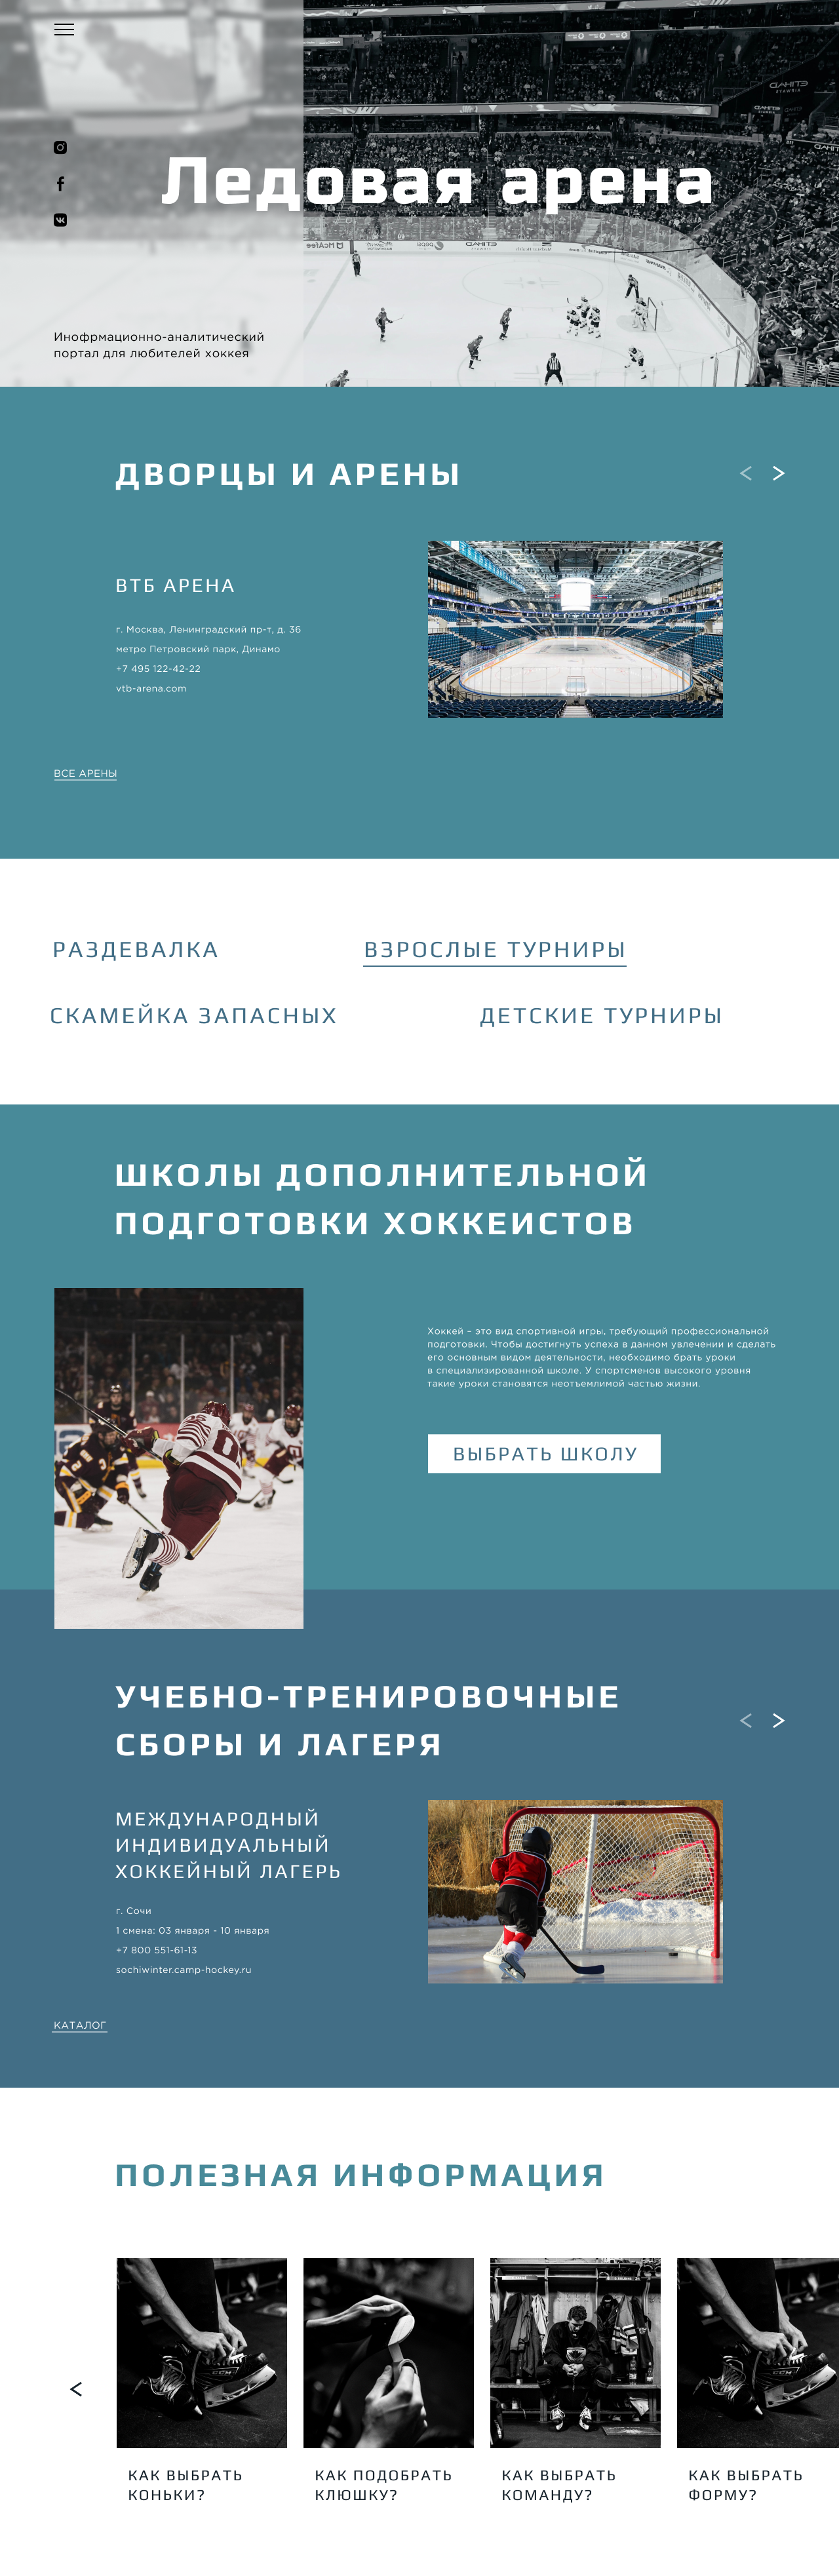 Ледовая арена
Инофрмационно-аналитический
портал для любителей хоккея
ДВОРЦЫ И АРЕНЫ
ВТБ АРЕНА
г. Москва, Ленинградский пр-т, д. 36
метро Петровский парк, Динамо
+7 495 122-42-22
vtb-arena.com
ВСЕ АРЕНЫ
РАЗДЕВАЛКА
ВЗРОСЛЫЕ ТУРНИРЫ
СКАМЕЙКА ЗАПАСНЫХ
ДЕТСКИЕ ТУРНИРЫ
ШКОЛЫ ДОПОЛНИТЕЛЬНОЙ
ПОДГОТОВКИ ХОККЕИСТОВ
Хоккей – это вид спортивной игры, требующий профессиональной
подготовки. Чтобы достигнуть успеха в данном увлечении и сделать
его основным видом деятельности, необходимо брать уроки
в специализированной школе. У спортсменов высокого уровня
такие уроки становятся неотъемлимой частью жизни.
ВЫБРАТЬ ШКОЛУ
УЧЕБНО-ТРЕНИРОВОЧНЫЕ
СБОРЫ И ЛАГЕРЯ
МЕЖДУНАРОДНЫЙ
ИНДИВИДУАЛЬНЫЙ
ХОККЕЙНЫЙ ЛАГЕРЬ
г. Сочи
1 смена: 03 января - 10 января
+7 800 551-61-13
sochiwinter.camp-hockey.ru
КАТАЛОГ
ПОЛЕЗНАЯ ИНФОРМАЦИЯ
КАК ВЫБРАТЬ
КОНЬКИ?
КАК ПОДОБРАТЬ
КЛЮШКУ?
КАК ВЫБРАТЬ
КОМАНДУ?
КАК ВЫБРАТЬ
ФОРМУ?